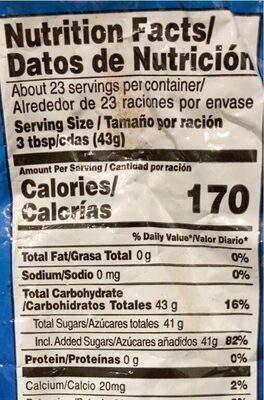 Nutrition Facts/
Datos de Nutrición
About 23 servings per container/
Alrededor de 23 raciones por envase
Serving Size / Tamaño por ración
3 tbsp/cdas (43g)
Amount Per Serving / Cantidad por ración
Calories/
Calorías 170
% Daily Value*/Valor Diario*
Total Fat/Grasa Total 0 g 0%
Sodium/Sodio 0 mg 0%
Total Carbohydrate
/Carbohidratos Totales 43 g 16%
Total Sugars/Azúcares totales 41 g
Incl. Added Sugars/Azúcares añadidos 41g 82%
Protein/Proteínas 0 g 0%
Calcium/Calcio 20mg 2%